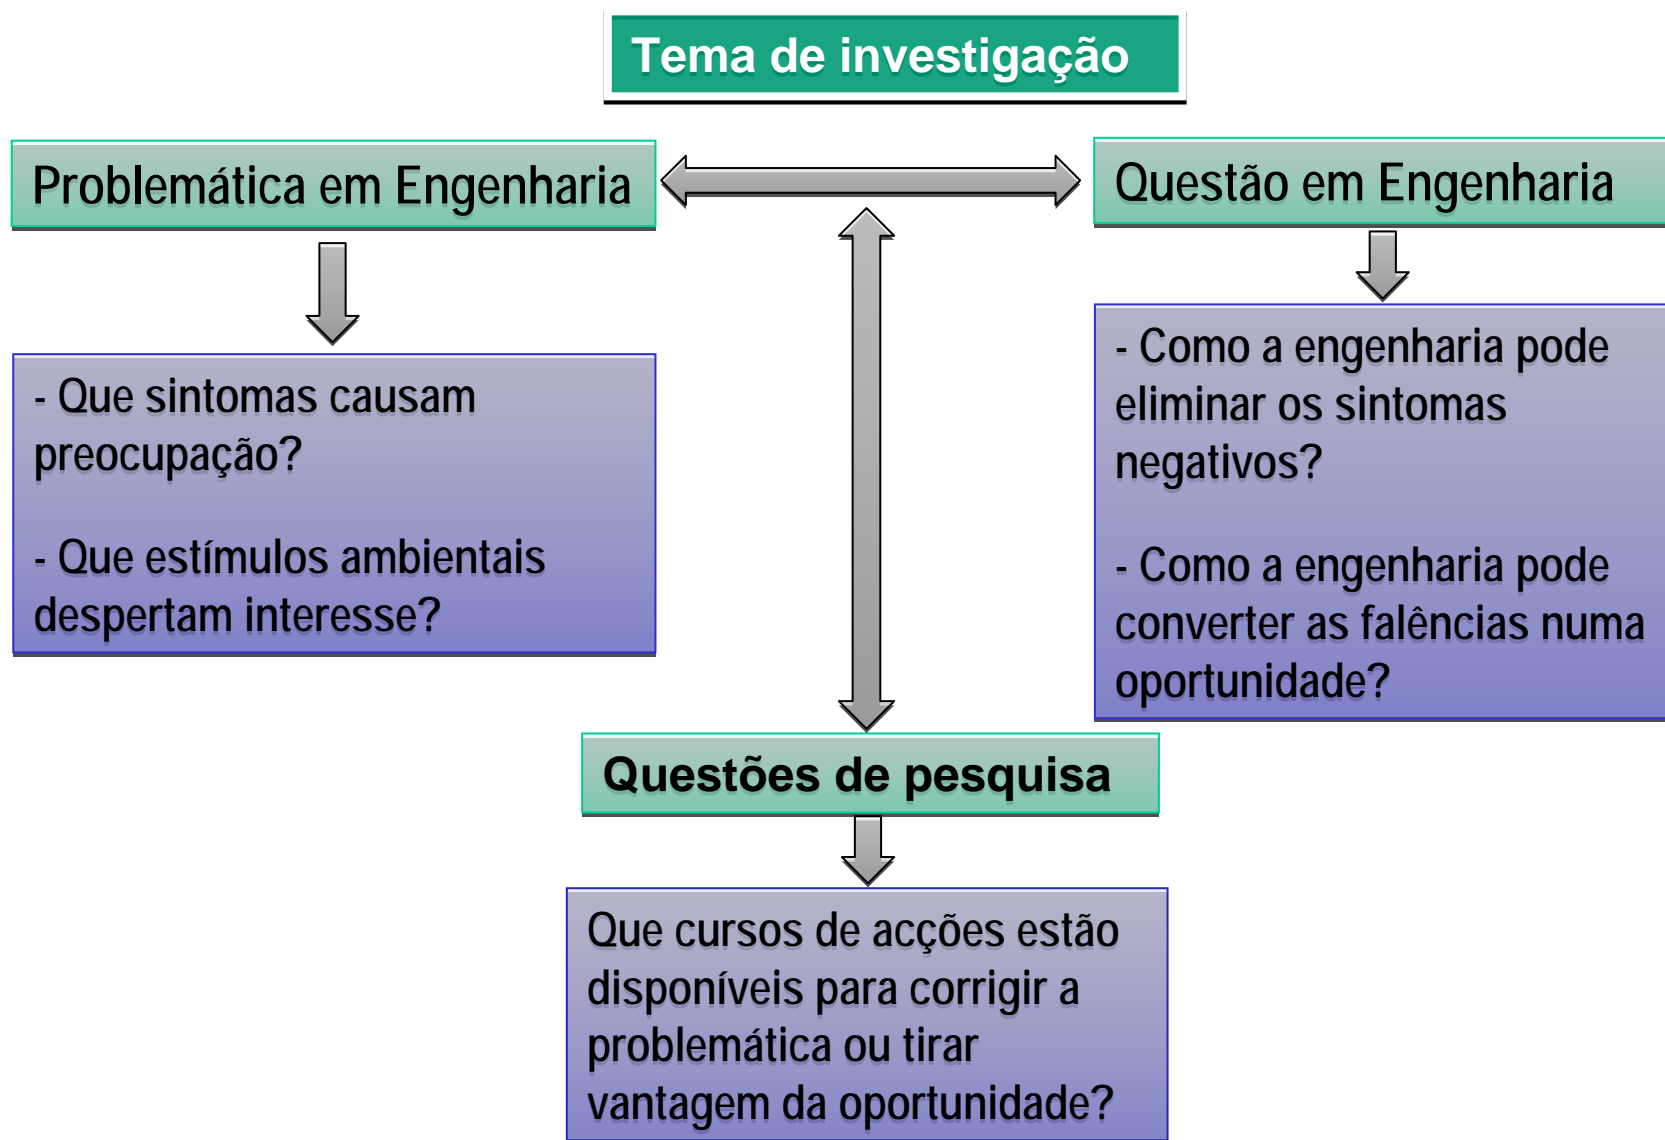 Tema de investigação
Problemática em Engenharia
Questão em Engenharia
- Que sintomas causam
preocupação?
- Que estímulos ambientais
despertam interesse?
- Como a engenharia pode
eliminar os sintomas
negativos?
- Como a engenharia pode
converter as falências numa
oportunidade?
Questões de pesquisa
Que cursos de acções estão
disponíveis para corrigir a
problemática ou tirar
vantagem da oportunidade?